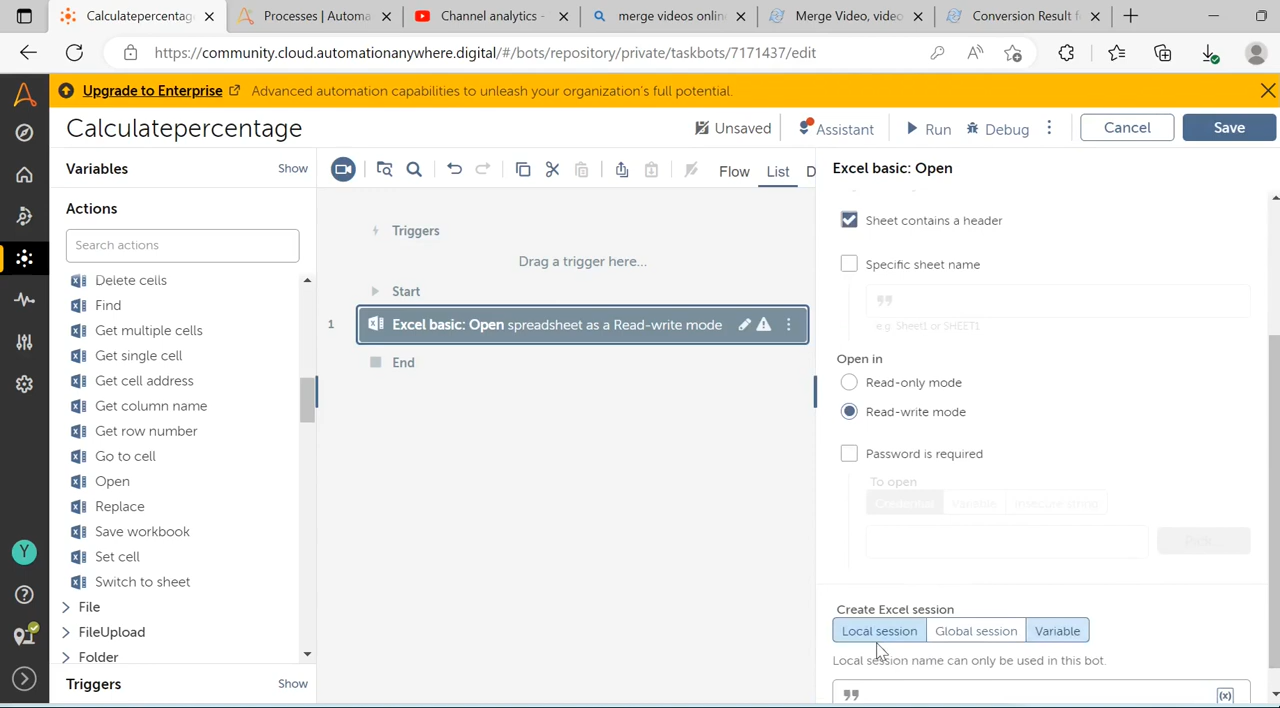 Calculatepercentag
Processes | Automa
Channel analytics -
merge videos onlin
Merge Video, video
Conversion Result f
https://community.cloud.automationanywhere.digital/#/bots/repository/private/taskbots/7171437/edit
Upgrade to Enterprise
Advanced automation capabilities to unleash your organization's full potential.
Calculatepercentage
Unsaved
Assistant
Run
Debug
Cancel
Save
Variables
Show
Flow
List
D
Excel basic: Open
Actions
Search actions
Delete cells
Find
Get multiple cells
Get single cell
Get cell address
Get column name
Get row number
Go to cell
Open
Replace
Save workbook
Set cell
Switch to sheet
File
FileUpload
Folder
Triggers
Show
Y
Triggers
Drag a trigger here...
Start
1
Excel basic: Open spreadsheet as a Read-write mode
End
Sheet contains a header
Specific sheet name
e.g. Sheet1 or SHEET1
Open in
Read-only mode
Read-write mode
Password is required
To open
Credential
Variable
Insecure string
Pick...
Create Excel session
Local session
Global session
Variable
Local session name can only be used in this bot.
(x)